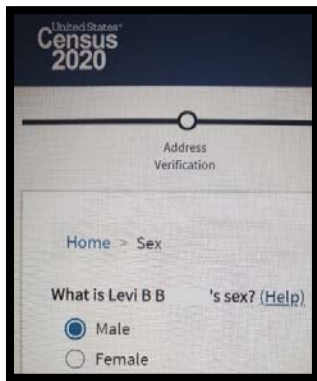 United States®
Census
2020
Address
Verification
Home > Sex
What is Levi B B 's sex? (Help)
Male
Female